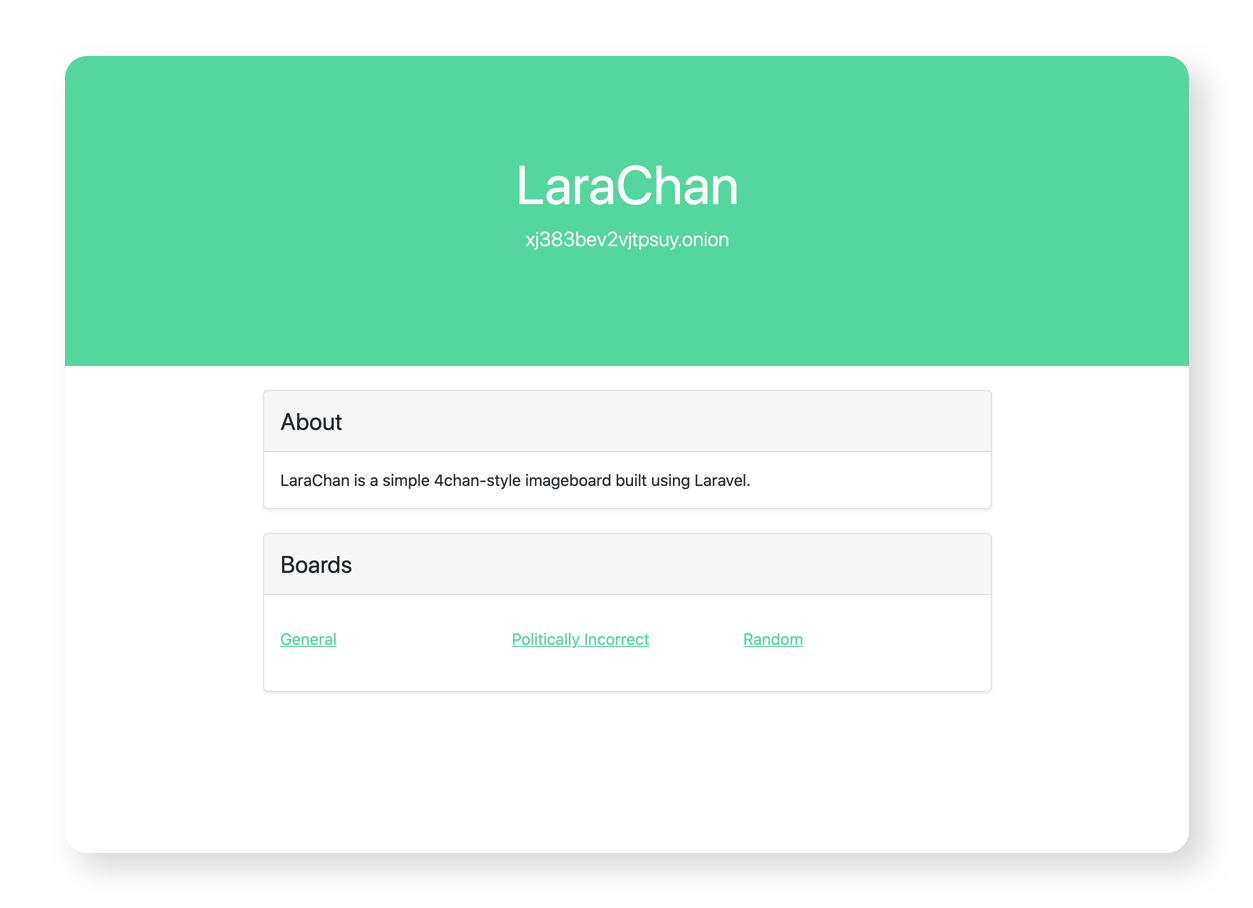 LaraChan
xj383bev2vjtpsuy.onion
About
LaraChan is a simple 4chan-style imageboard built using Laravel.
Boards
General Politically Incorrect Random